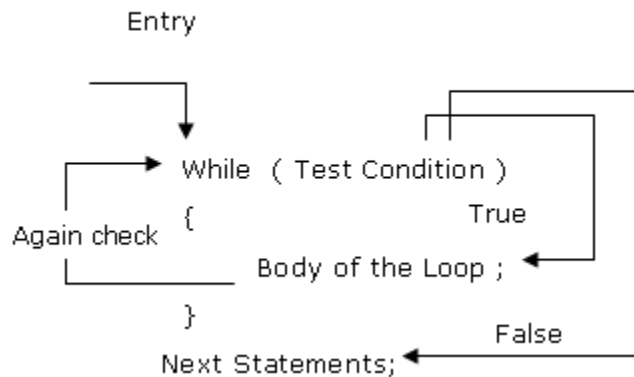 Entry
While ( Test Condition )
{
True
Again check
Body of the Loop ;
}
False
Next Statements;